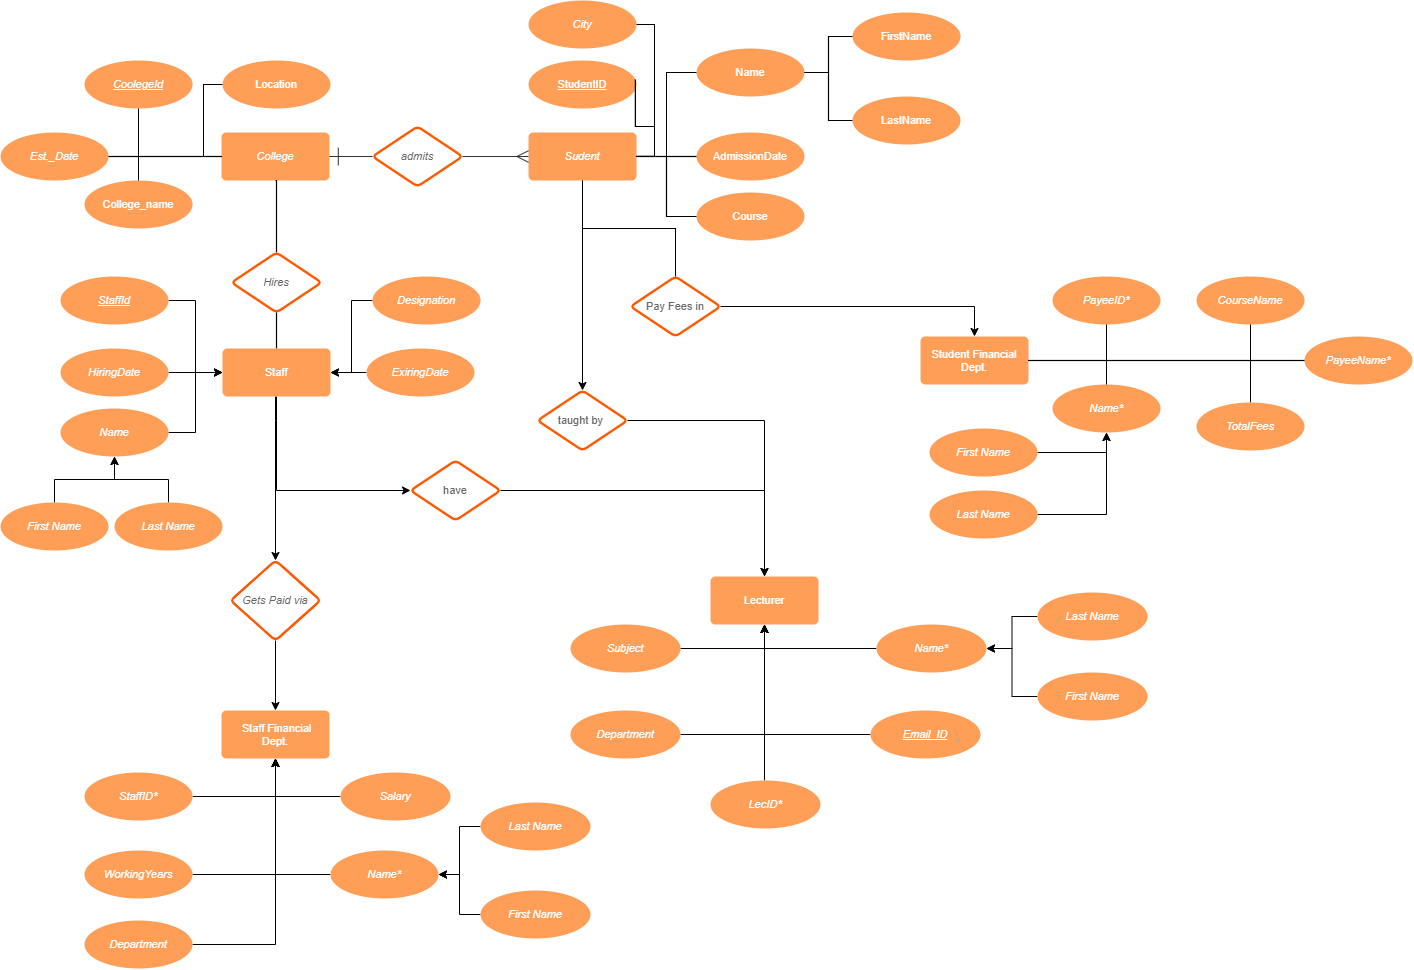 City
FirstName
Name
CoolegeId
Location
StudentID
LastName
Est._Date
College
admits
Sudent
AdmissionDate
College_name
Course
Hires
StaffId
Designation
Pay Fees in
PayeeID*
CourseName
HiringDate
Staff
ExiringDate
Student Financial
Dept.
PayeeName*
Name
taught by
Name*
TotalFees
First Name
have
Last Name
First Name
Last Name
Gets Paid via
Lecturer
Last Name
Subject
Name*
First Name
Staff Financial
Dept.
Department
Email_ID
StaffID*
Salary
LecID*
Last Name
WorkingYears
Name*
First Name
Department